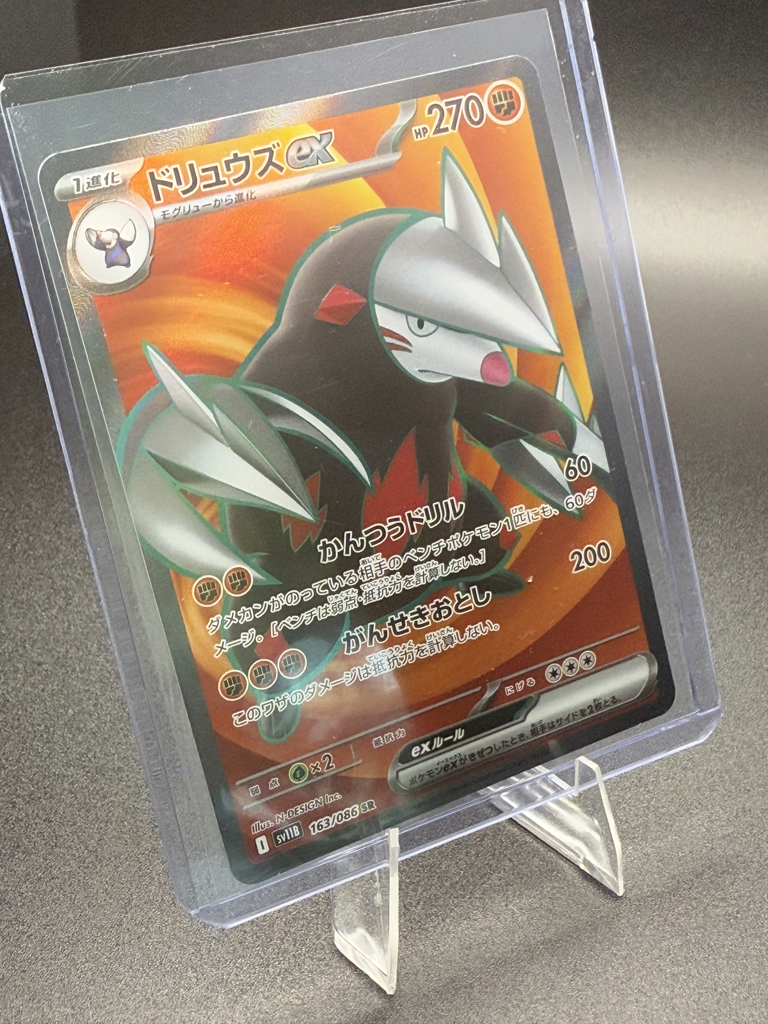 1進化
ドリュウズex
HP270
モグリューから進化
かんつうドリル 60
ダメカンがのっている相手のベンチポケモン1匹にも、60ダ
メージ。[ベンチは弱点・抵抗力を計算しない。]
がんせきおとし 200
このワザのダメージは抵抗力を計算しない。
弱点 ×2
抵抗力
にげる
exルール
ポケモンexがきぜつしたとき、相手はサイドを2枚とる。
Illus. N-DESIGN Inc.
I SV11B 163/086 SR